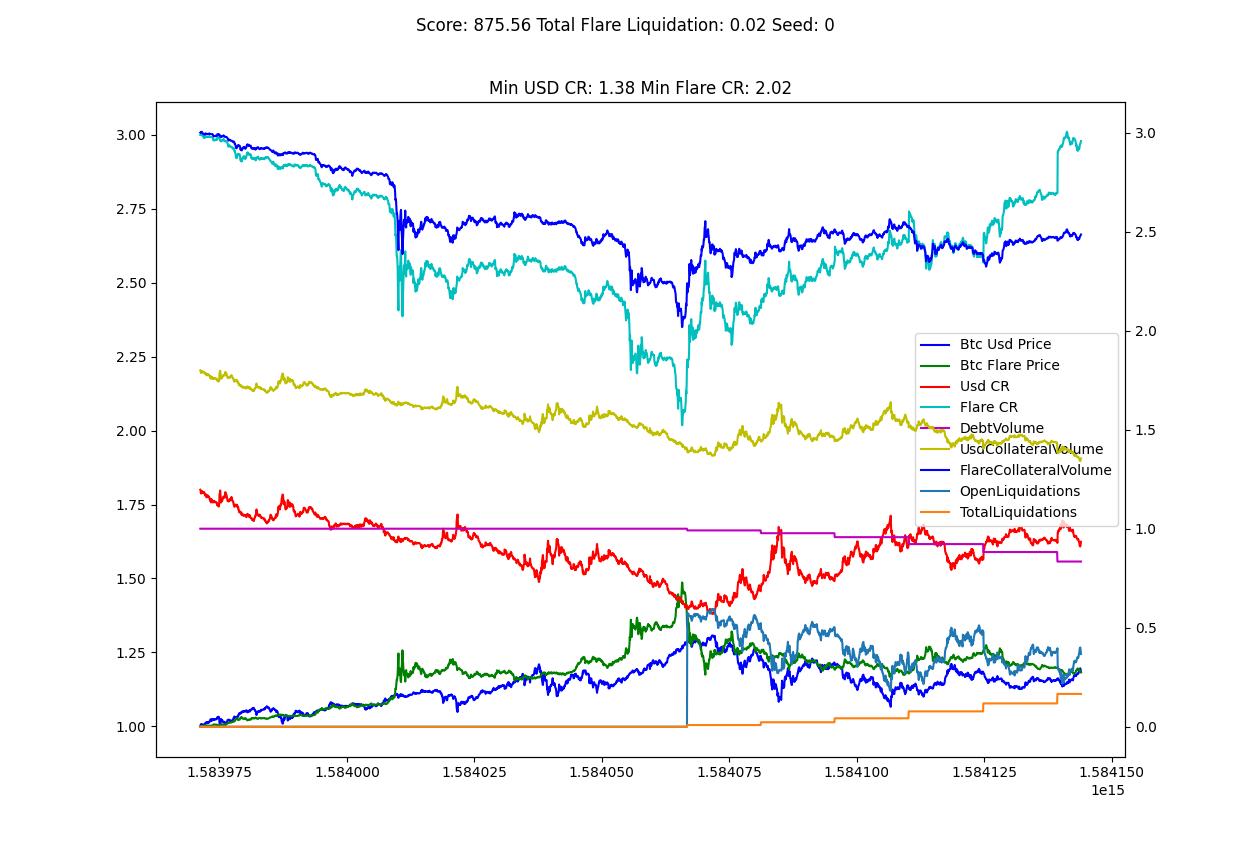 Score: 875.56 Total Flare Liquidation: 0.02 Seed: 0
Min USD CR: 1.38 Min Flare CR: 2.02
3.00
2.75
2.50
2.25
2.00
1.75
1.50
1.25
1.00
3.0
2.5
2.0
1.5
1.0
0.5
0.0
Btc Usd Price
Btc Flare Price
Usd CR
Flare CR
DebtVolume
UsdCollateralVolume
FlareCollateralVolume
OpenLiquidations
TotalLiquidations
1.583975 1.584000 1.584025 1.584050 1.584075 1.584100 1.584125 1.584150
1e15